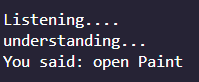 Listening....
understanding...
You said: open Paint